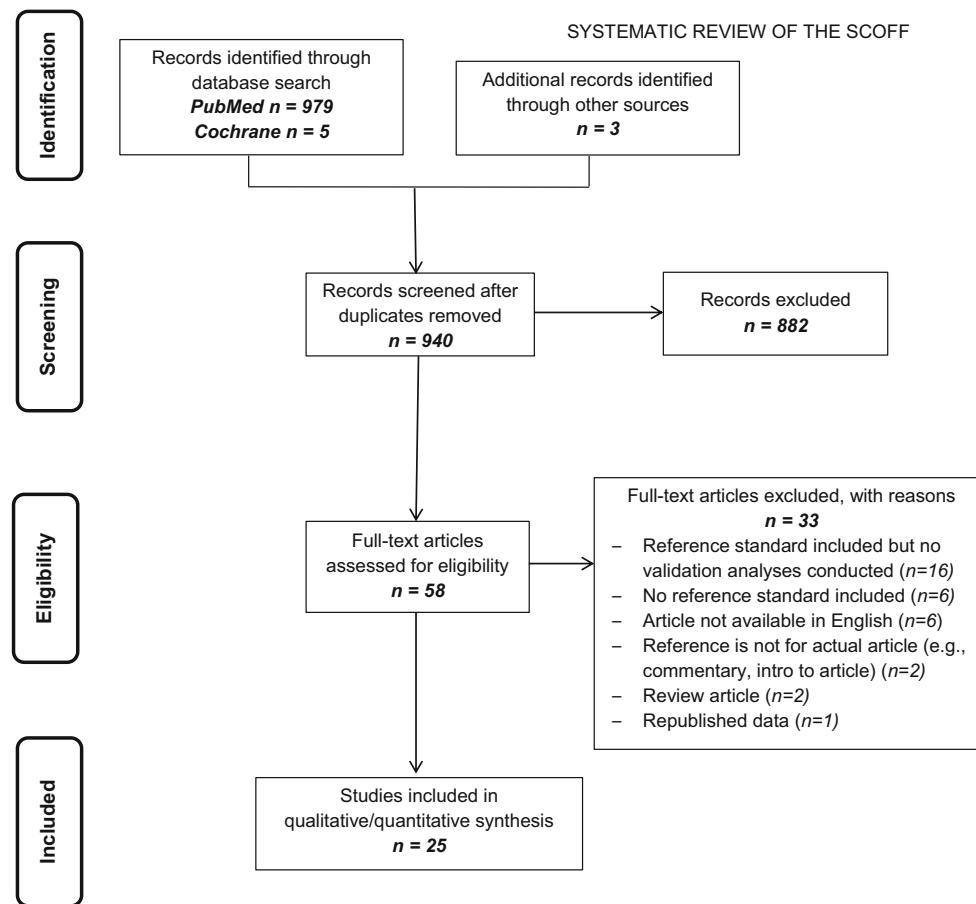 SYSTEMATIC REVIEW OF THE SCOFF
Identification
Records identified through
database search
PubMed n = 979
Cochrane n = 5
Additional records identified
through other sources
n = 3
Screening
Records screened after
duplicates removed
n = 940
Records excluded
n = 882
Eligibility
Full-text articles
assessed for eligibility
n = 58
Full-text articles excluded, with reasons
n = 33
– Reference standard included but no
validation analyses conducted (n=16)
– No reference standard included (n=6)
– Article not available in English (n=6)
– Reference is not for actual article (e.g.,
commentary, intro to article) (n=2)
– Review article (n=2)
– Republished data (n=1)
Included
Studies included in
qualitative/quantitative synthesis
n = 25